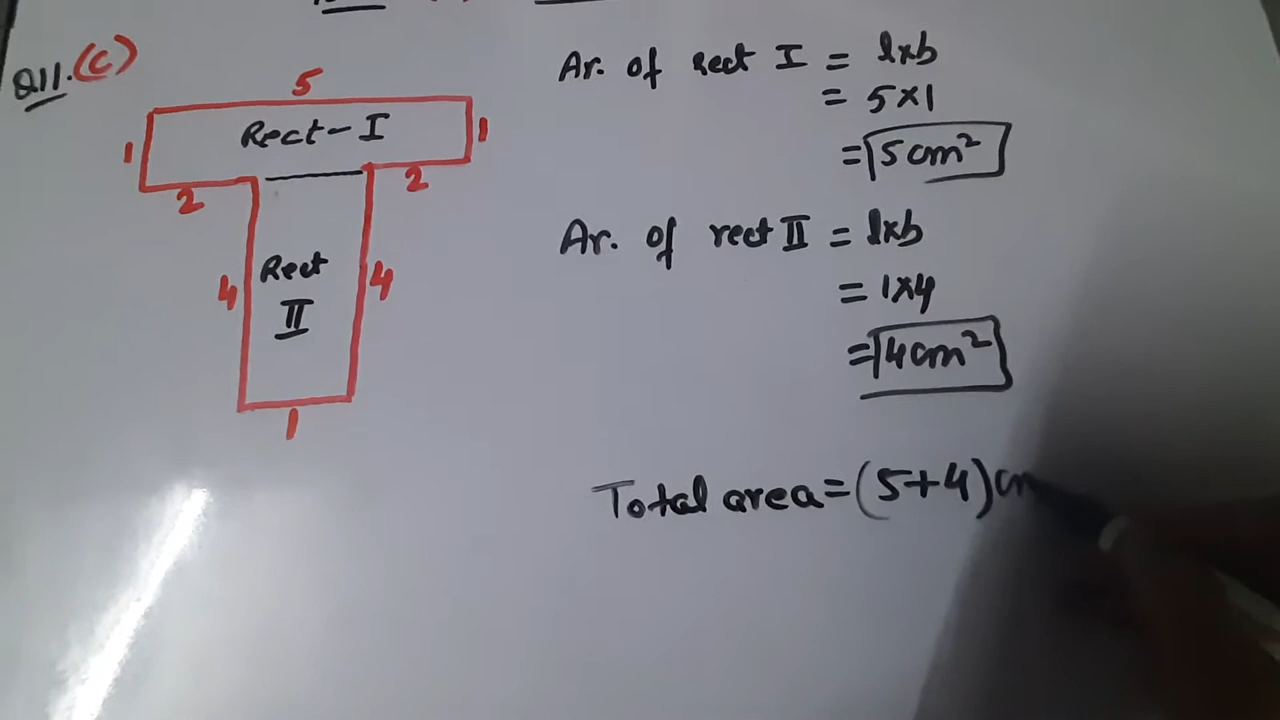 Q11. (c)
5
1
Rect-I
1
2
2
4
Rect
II
4
1
Ar. of rect I = l×b
= 5×1
= 5cm²
Ar. of rect II = l×b
= 1×4
= 4cm²
Total area = (5+4)cm